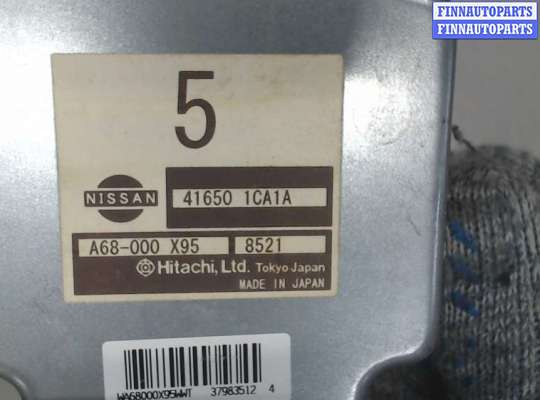 FINNAUTOPARTS
FINNAUTOPARTS
5
NISSAN
41650 1CA1A
A68-000 X95 8521
Hitachi, Ltd. Tokyo Japan
MADE IN JAPAN
WA68000X95WWT 37983512 4